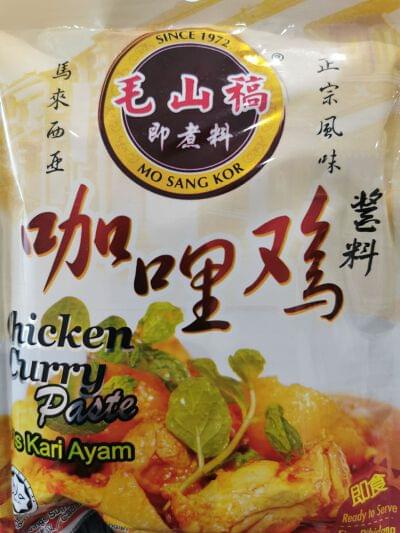 SINCE 1972
®
毛山稿
即煮料
MO SANG KOR
馬來西亞
正宗風味
咖哩鸡
醬料
Chicken
Curry
Paste
s Kari Ayam
即食
Ready to Serve